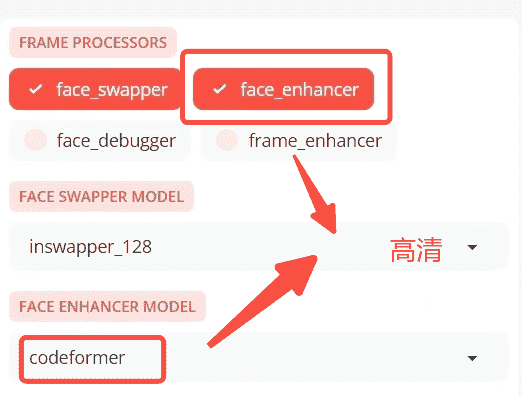 FRAME PROCESSORS
face_swapper face_enhancer
face_debugger frame_enhancer
FACE SWAPPER MODEL
inswapper_128 高清
FACE ENHANCER MODEL
codeformer